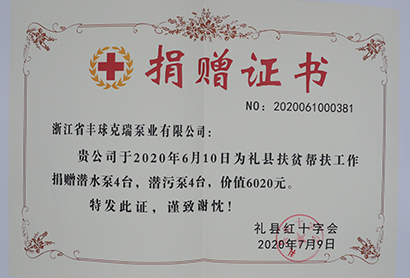 捐赠证书
NO：2020061000381
浙江省丰球克瑞泵业有限公司：
贵公司于2020年6月10日为礼县扶贫帮扶工作
捐赠潜水泵4台，潜污泵4台，价值6020元。
特发此证，谨致谢忱！
礼县红十字会
2020年7月9日